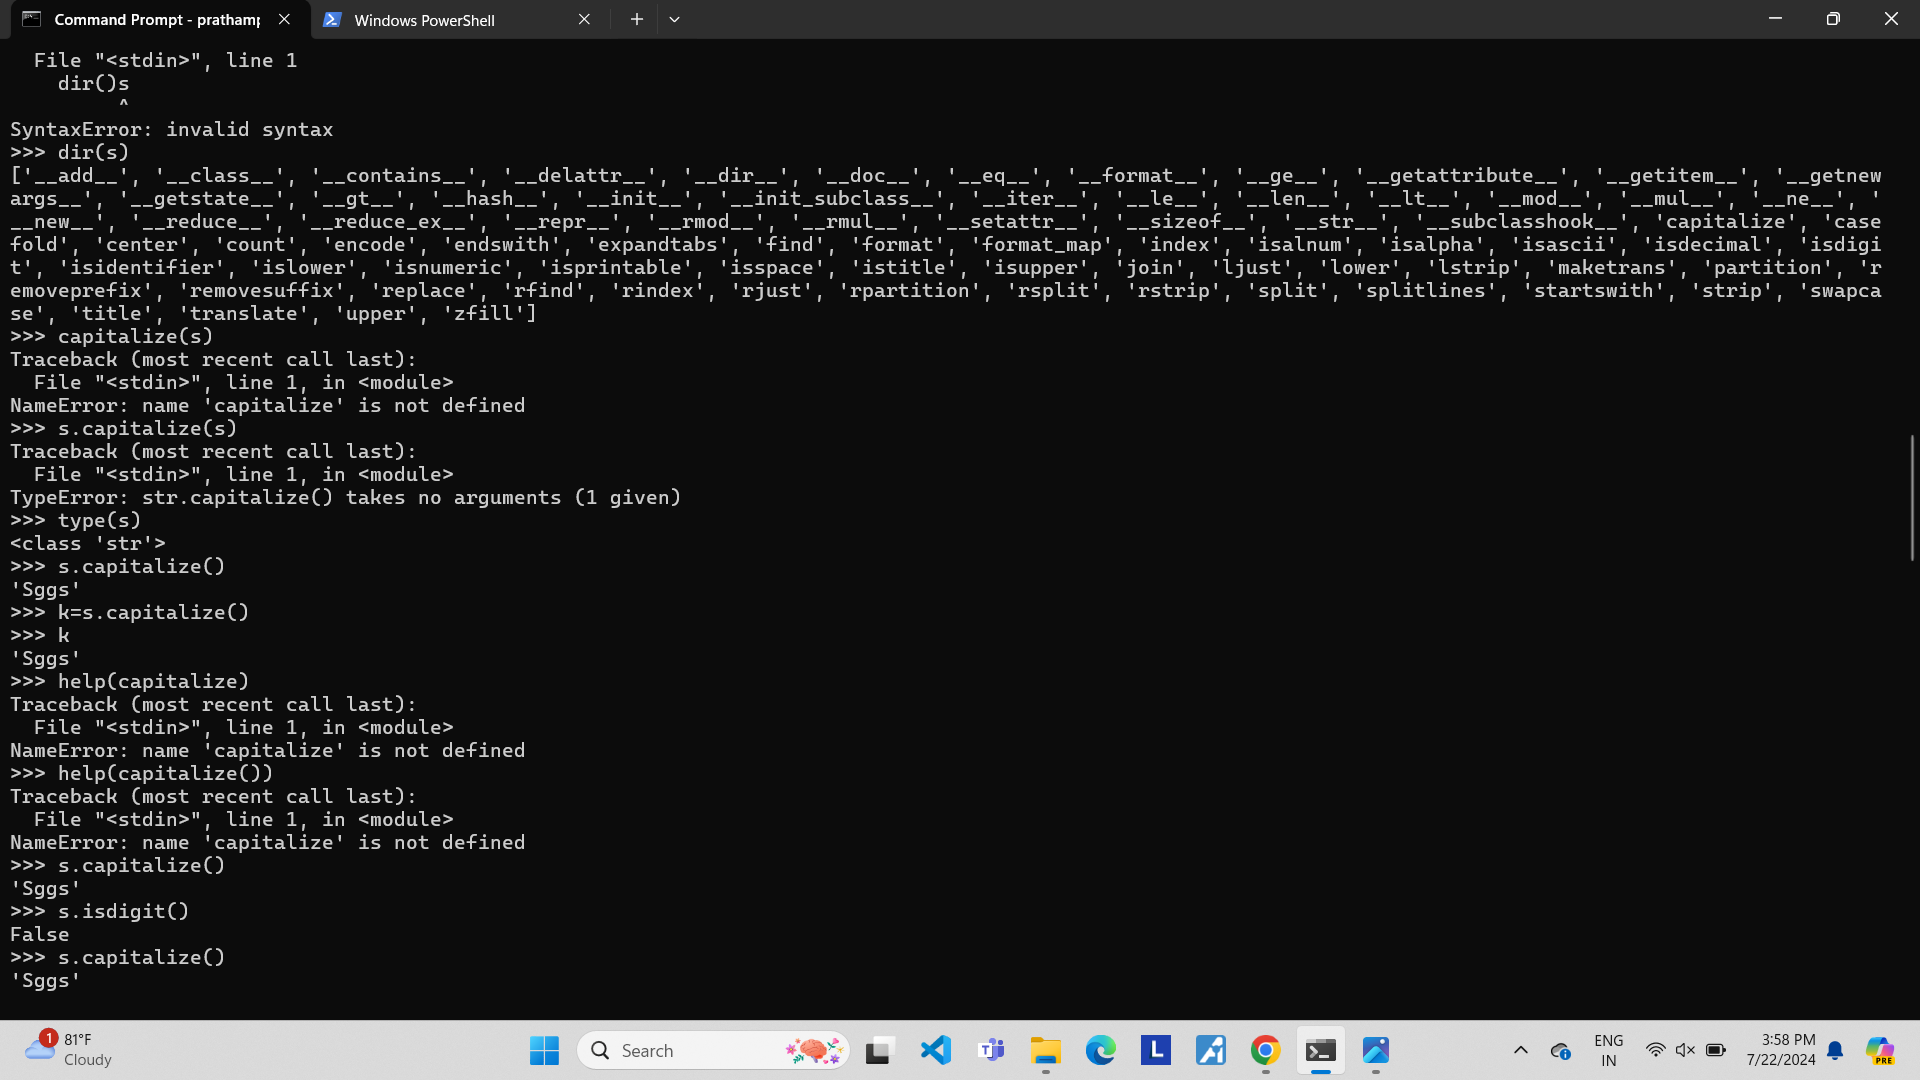 Command Prompt - pratham
Windows PowerShell
  File "<stdin>", line 1
    dir()s
         ^
SyntaxError: invalid syntax
>>> dir(s)
['__add__', '__class__', '__contains__', '__delattr__', '__dir__', '__doc__', '__eq__', '__format__', '__ge__', '__getattribute__', '__getitem__', '__getnew
args__', '__getstate__', '__gt__', '__hash__', '__init__', '__init_subclass__', '__iter__', '__le__', '__len__', '__lt__', '__mod__', '__mul__', '__ne__', '
__new__', '__reduce__', '__reduce_ex__', '__repr__', '__rmod__', '__rmul__', '__setattr__', '__sizeof__', '__str__', '__subclasshook__', 'capitalize', 'case
fold', 'center', 'count', 'encode', 'endswith', 'expandtabs', 'find', 'format', 'format_map', 'index', 'isalnum', 'isalpha', 'isascii', 'isdecimal', 'isdigi
t', 'isidentifier', 'islower', 'isnumeric', 'isprintable', 'isspace', 'istitle', 'isupper', 'join', 'ljust', 'lower', 'lstrip', 'maketrans', 'partition', 'r
emoveprefix', 'removesuffix', 'replace', 'rfind', 'rindex', 'rjust', 'rpartition', 'rsplit', 'rstrip', 'split', 'splitlines', 'startswith', 'strip', 'swapca
se', 'title', 'translate', 'upper', 'zfill']
>>> capitalize(s)
Traceback (most recent call last):
  File "<stdin>", line 1, in <module>
NameError: name 'capitalize' is not defined
>>> s.capitalize(s)
Traceback (most recent call last):
  File "<stdin>", line 1, in <module>
TypeError: str.capitalize() takes no arguments (1 given)
>>> type(s)
<class 'str'>
>>> s.capitalize()
'Sggs'
>>> k=s.capitalize()
>>> k
'Sggs'
>>> help(capitalize)
Traceback (most recent call last):
  File "<stdin>", line 1, in <module>
NameError: name 'capitalize' is not defined
>>> help(capitalize())
Traceback (most recent call last):
  File "<stdin>", line 1, in <module>
NameError: name 'capitalize' is not defined
>>> s.capitalize()
'Sggs'
>>> s.isdigit()
False
>>> s.capitalize()
'Sggs'
1
81°F
Cloudy
Search
L
ENG
IN
3:58 PM
7/22/2024
PRE